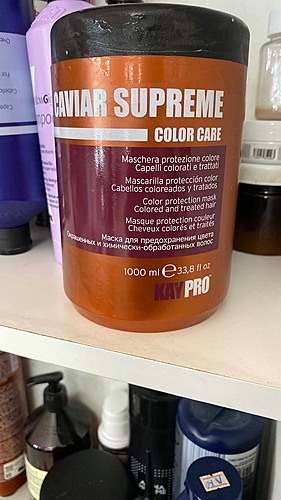 CAVIAR SUPREME
COLOR CARE
Maschera protezione colore
Capelli colorati e trattati
Mascarilla protección color
Cabellos coloreados y tratados
Color protection mask
Colored and treated hair
Masque protection couleur
Cheveux colorés et traités
Маска для предохранения цвета
Окрашенных и химически-обработанных волос
1000 ml ℮ 33,8 fl oz
KAYPRO™